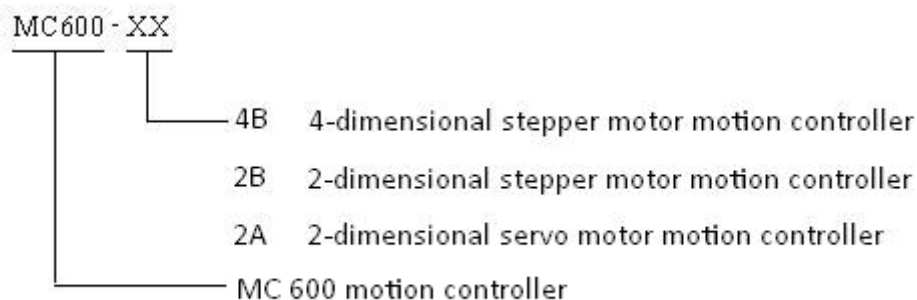 MC600-XX
4B 4-dimensional stepper motor motion controller
2B 2-dimensional stepper motor motion controller
2A 2-dimensional servo motor motion controller
MC 600 motion controller